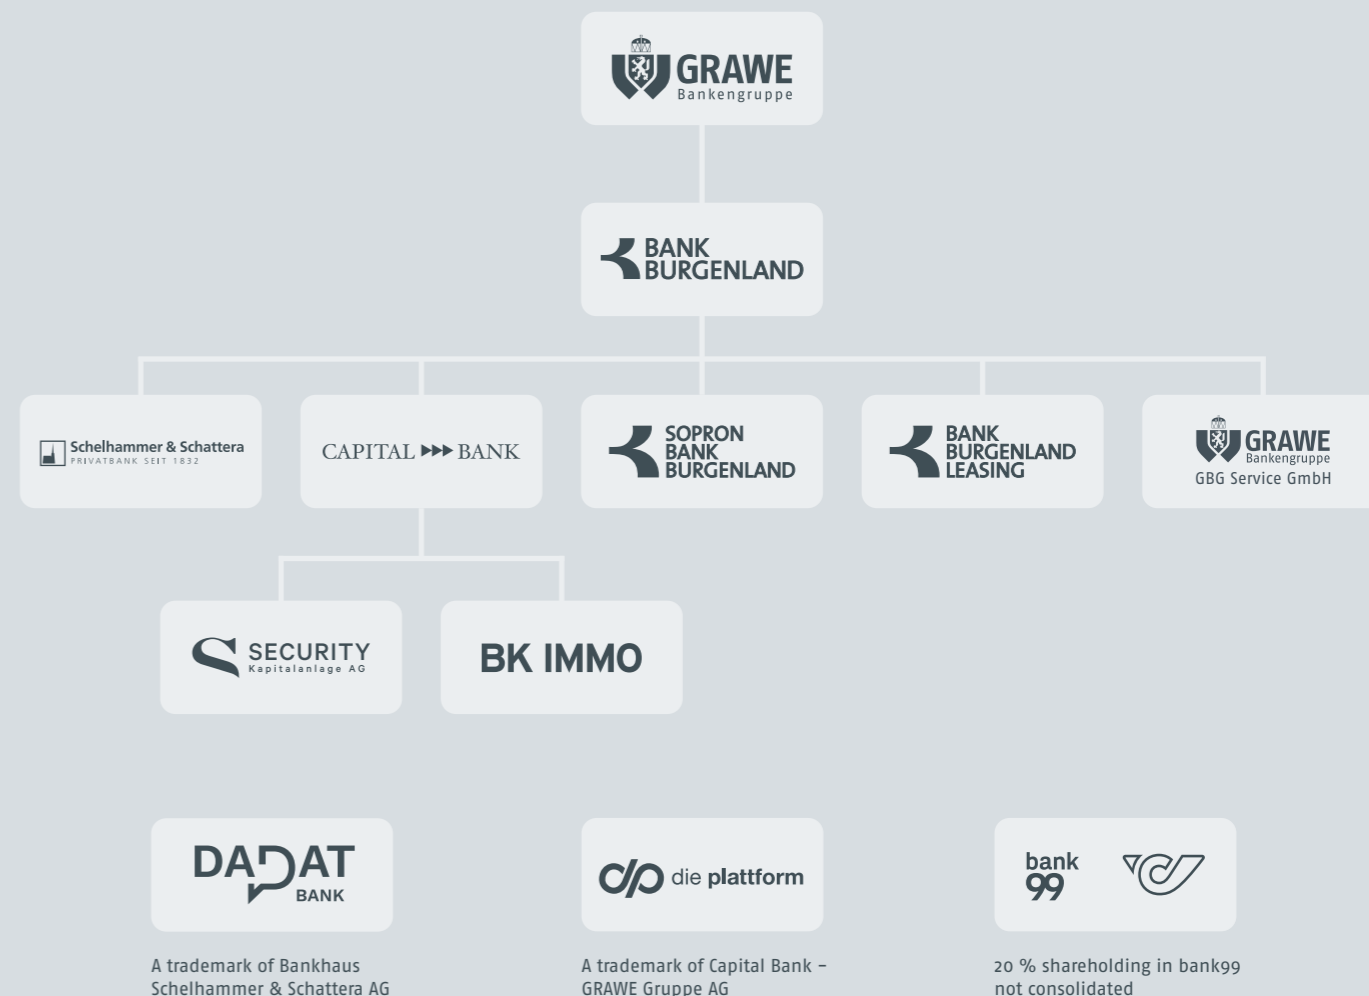 GRAWE
Bankengruppe
BANK
BURGENLAND
Schelhammer & Schattera
PRIVATBANK SEIT 1832
CAPITAL BANK
SOPRON
BANK
BURGENLAND
BANK
BURGENLAND
LEASING
GRAWE
Bankengruppe
GBG Service GmbH
SECURITY
Kapitalanlage AG
BK IMMO
DADAT
BANK
A trademark of Bankhaus
Schelhammer & Schattera AG
dp die plattform
A trademark of Capital Bank –
GRAWE Gruppe AG
bank
99
20 % shareholding in bank99
not consolidated